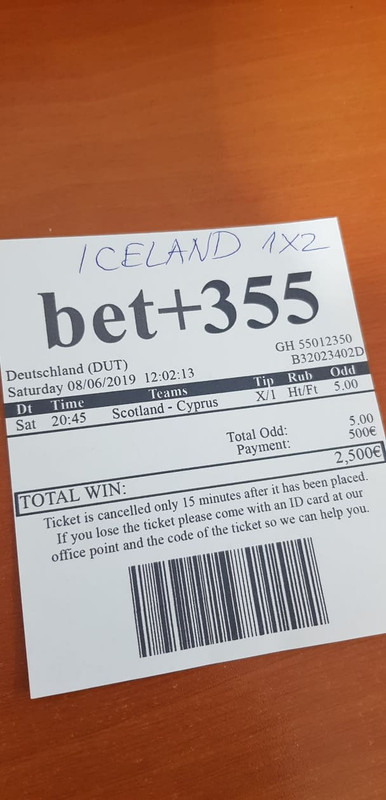 ICELAND 1X2
bet+355
GH 55012350
Deutschland (DUT) B32023402D
Saturday 08/06/2019 12:02:13
Dt Time Teams Tip Rub Odd
Sat 20:45 Scotland - Cyprus X/1 Ht/Ft 5.00
Total Odd: 5.00
Payment: 500€
TOTAL WIN: 2,500€
Ticket is cancelled only 15 minutes after it has been placed.
If you lose the ticket please come with an ID card at our
office point and the code of the ticket so we can help you.